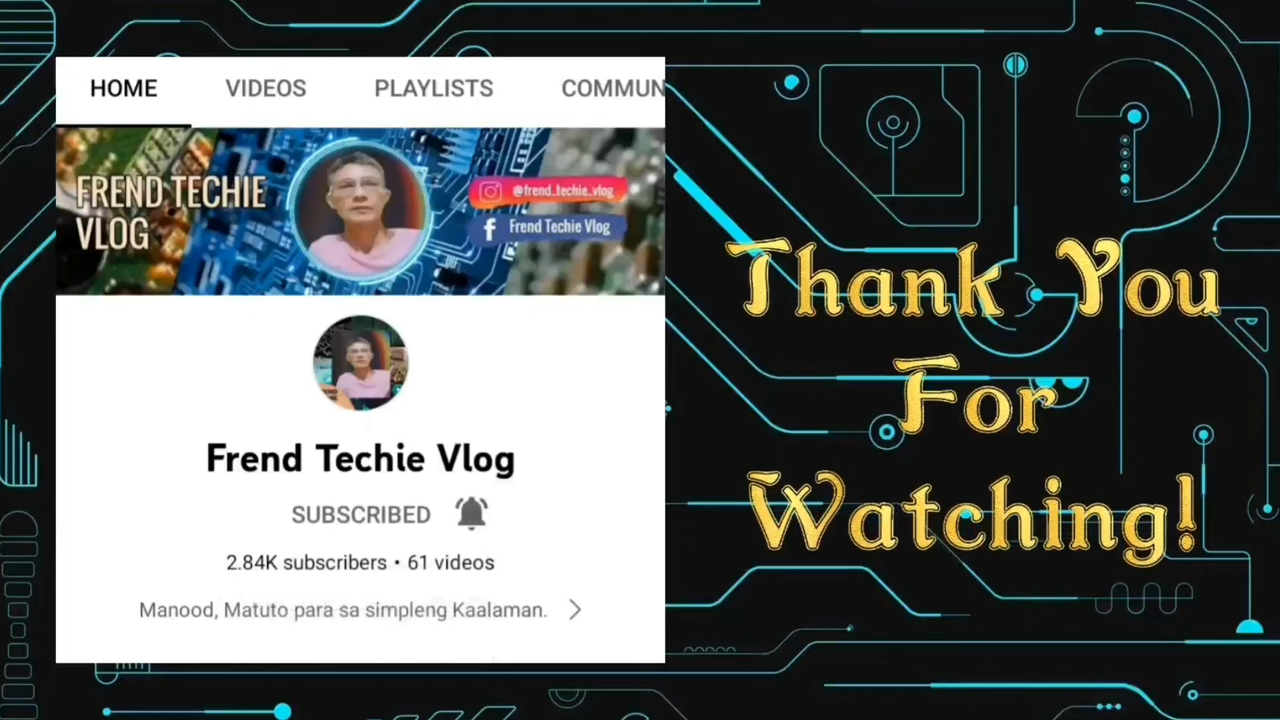 HOME VIDEOS PLAYLISTS COMMUN
FREND TECHIE
VLOG
@frend_techie_vlog
Frend Techie Vlog
Frend Techie Vlog
SUBSCRIBED
2.84K subscribers • 61 videos
Manood, Matuto para sa simpleng Kaalaman.
Thank You
For
Watching!